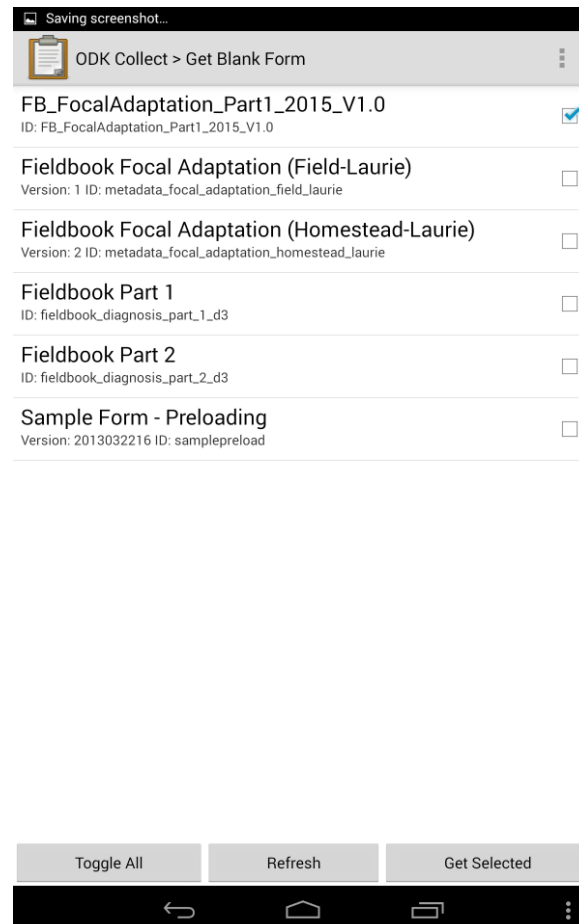 Saving screenshot...
ODK Collect > Get Blank Form
FB_FocalAdaptation_Part1_2015_V1.0
ID: FB_FocalAdaptation_Part1_2015_V1.0
Fieldbook Focal Adaptation (Field-Laurie)
Version: 1 ID: metadata_focal_adaptation_field_laurie
Fieldbook Focal Adaptation (Homestead-Laurie)
Version: 2 ID: metadata_focal_adaptation_homestead_laurie
Fieldbook Part 1
ID: fieldbook_diagnosis_part_1_d3
Fieldbook Part 2
ID: fieldbook_diagnosis_part_2_d3
Sample Form - Preloading
Version: 2013032216 ID: samplepreload
Toggle All Refresh Get Selected